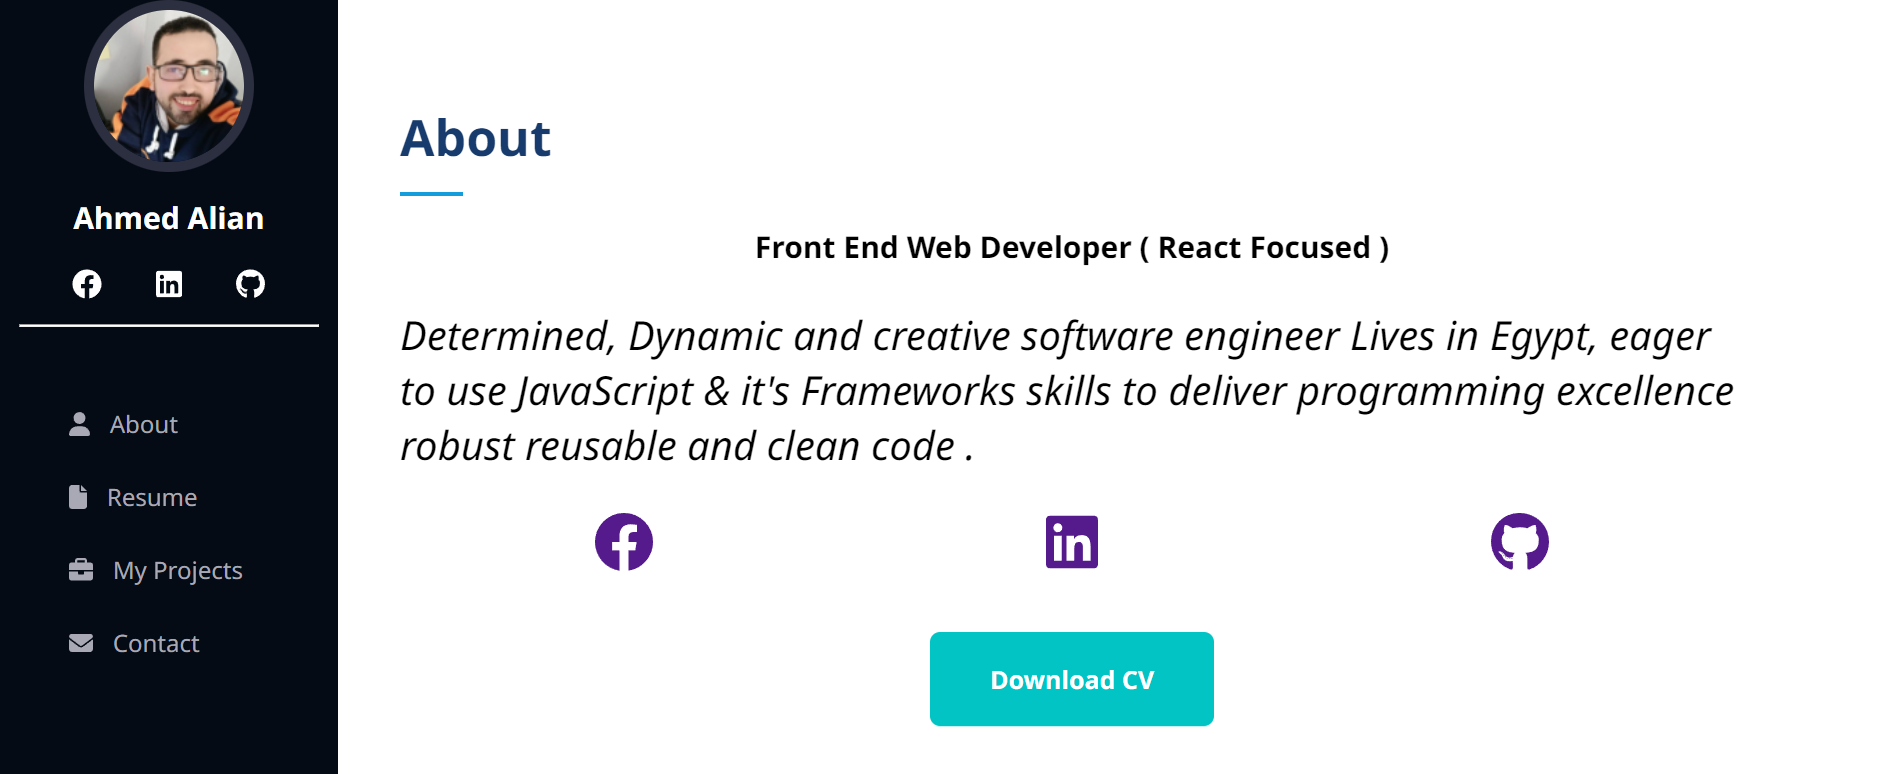 Ahmed Alian
About
Resume
My Projects
Contact
About
Front End Web Developer ( React Focused )
Determined, Dynamic and creative software engineer Lives in Egypt, eager
to use JavaScript & it's Frameworks skills to deliver programming excellence
robust reusable and clean code .
Download CV